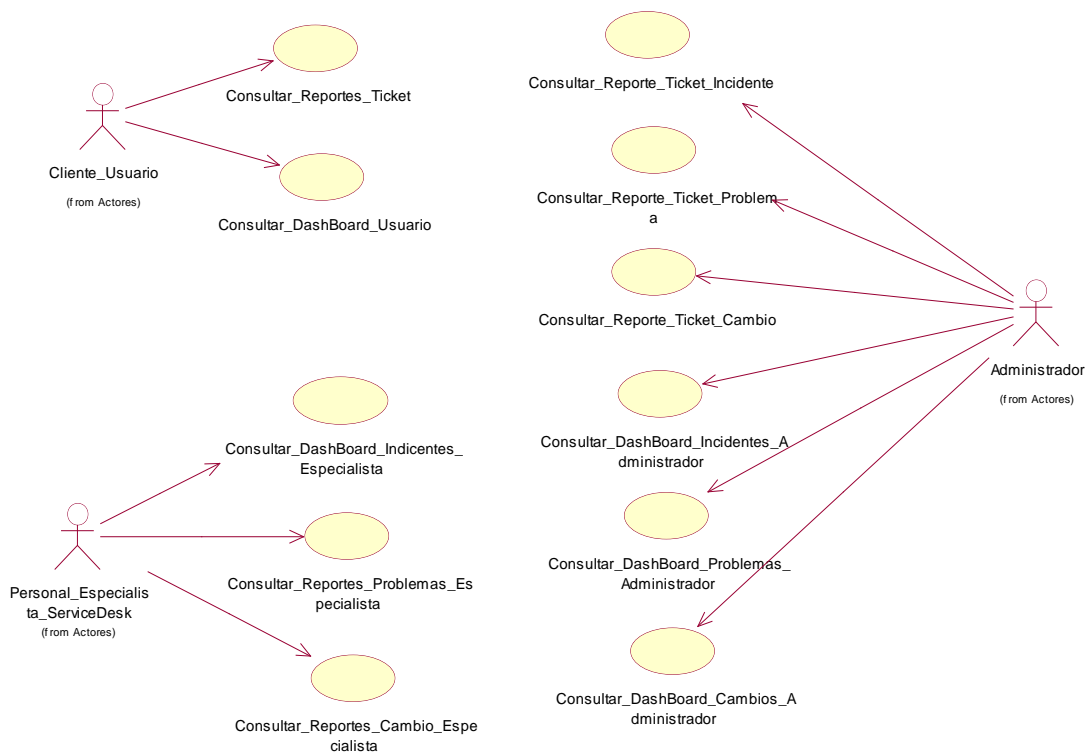 Consultar_Reportes_Ticket
Cliente_Usuario
(from Actores)
Consultar_DashBoard_Usuario
Consultar_DashBoard_Indicentes_
Especialista
Personal_Especialis
ta_ServiceDesk
(from Actores)
Consultar_Reportes_Problemas_Es
pecialista
Consultar_Reportes_Cambio_Espe
cialista
Consultar_Reporte_Ticket_Incidente
Consultar_Reporte_Ticket_Problem
a
Consultar_Reporte_Ticket_Cambio
Administrador
(from Actores)
Consultar_DashBoard_Incidentes_A
dministrador
Consultar_DashBoard_Problemas_
Administrador
Consultar_DashBoard_Cambios_A
dministrador